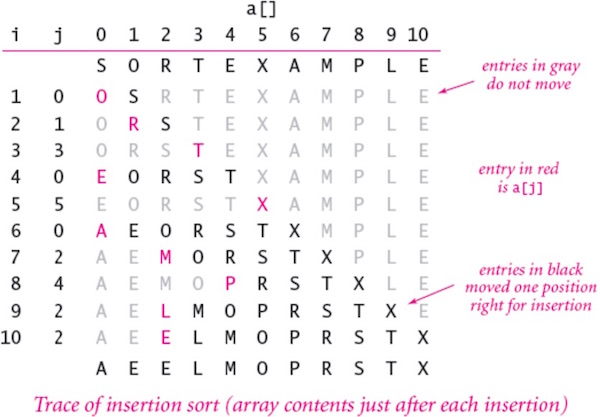 a[]
i j 0 1 2 3 4 5 6 7 8 9 10
S O R T E X A M P L E
1 0 O S R T E X A M P L E
2 1 O R S T E X A M P L E
3 3 O R S T E X A M P L E
4 0 E O R S T X A M P L E
5 5 E O R S T X A M P L E
6 0 A E O R S T X M P L E
7 2 A E M O R S T X P L E
8 4 A E M O P R S T X L E
9 2 A E L M O P R S T X E
10 2 A E E L M O P R S T X
A E E L M O P R S T X
entries in gray
do not move
entry in red
is a[j]
entries in black
moved one position
right for insertion
Trace of insertion sort (array contents just after each insertion)